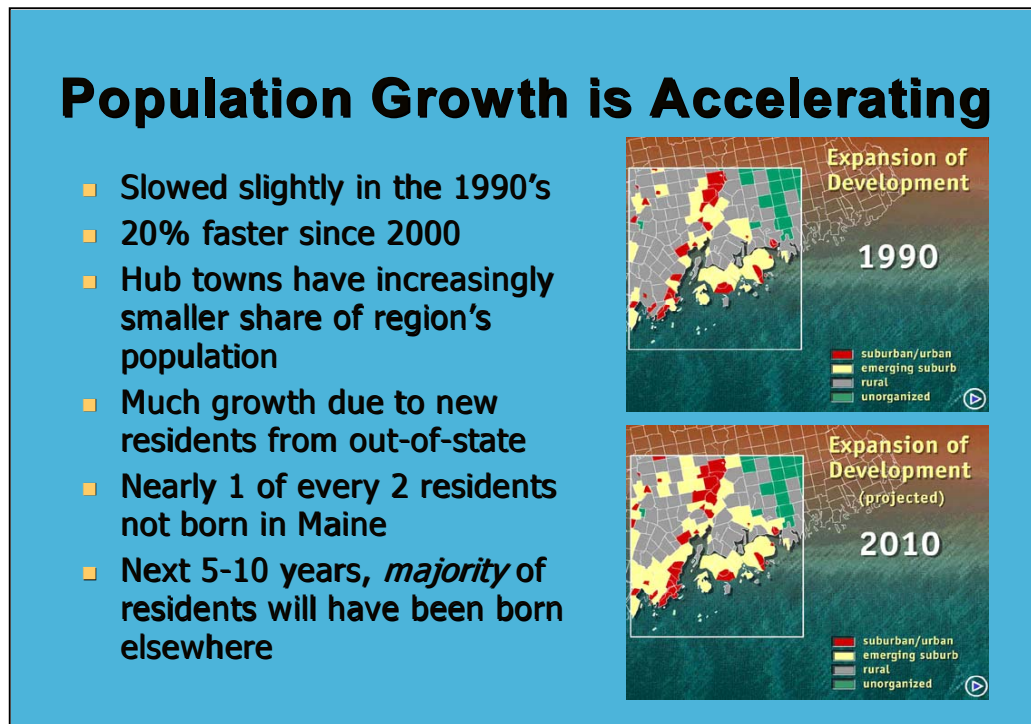 Population Growth is Accelerating
Slowed slightly in the 1990's
20% faster since 2000
Hub towns have increasingly
smaller share of region's
population
Much growth due to new
residents from out-of-state
Nearly 1 of every 2 residents
not born in Maine
Next 5-10 years, majority of
residents will have been born
elsewhere
Expansion of
Development
1990
suburban/urban
emerging suburb
rural
unorganized
Expansion of
Development
(projected)
2010
suburban/urban
emerging suburb
rural
unorganized